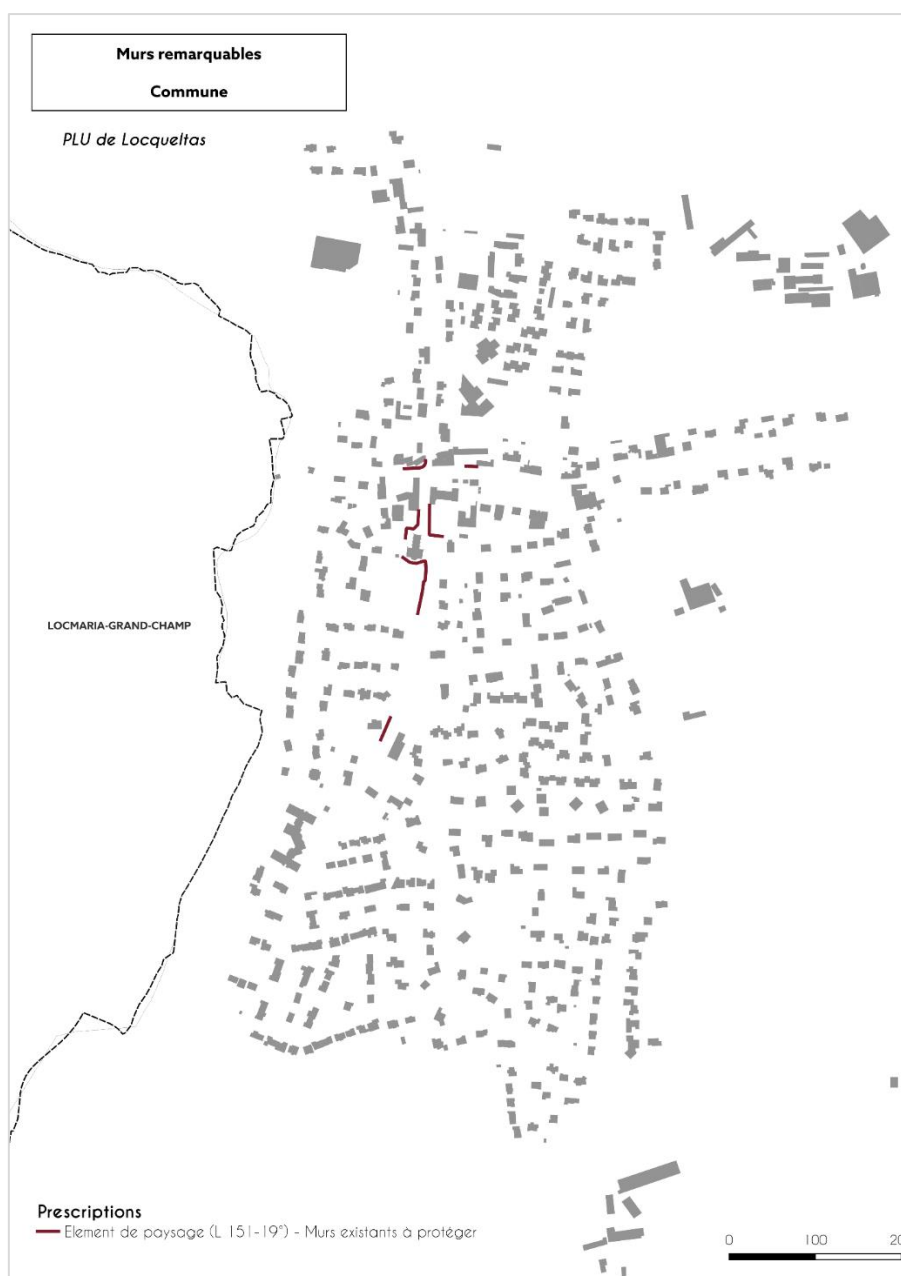 Murs remarquables
Commune
PLU de Locqueltas
LOCMARIA-GRAND-CHAMP
Prescriptions
Element de paysage (L 151-19°) - Murs existants à protéger
0 100 20